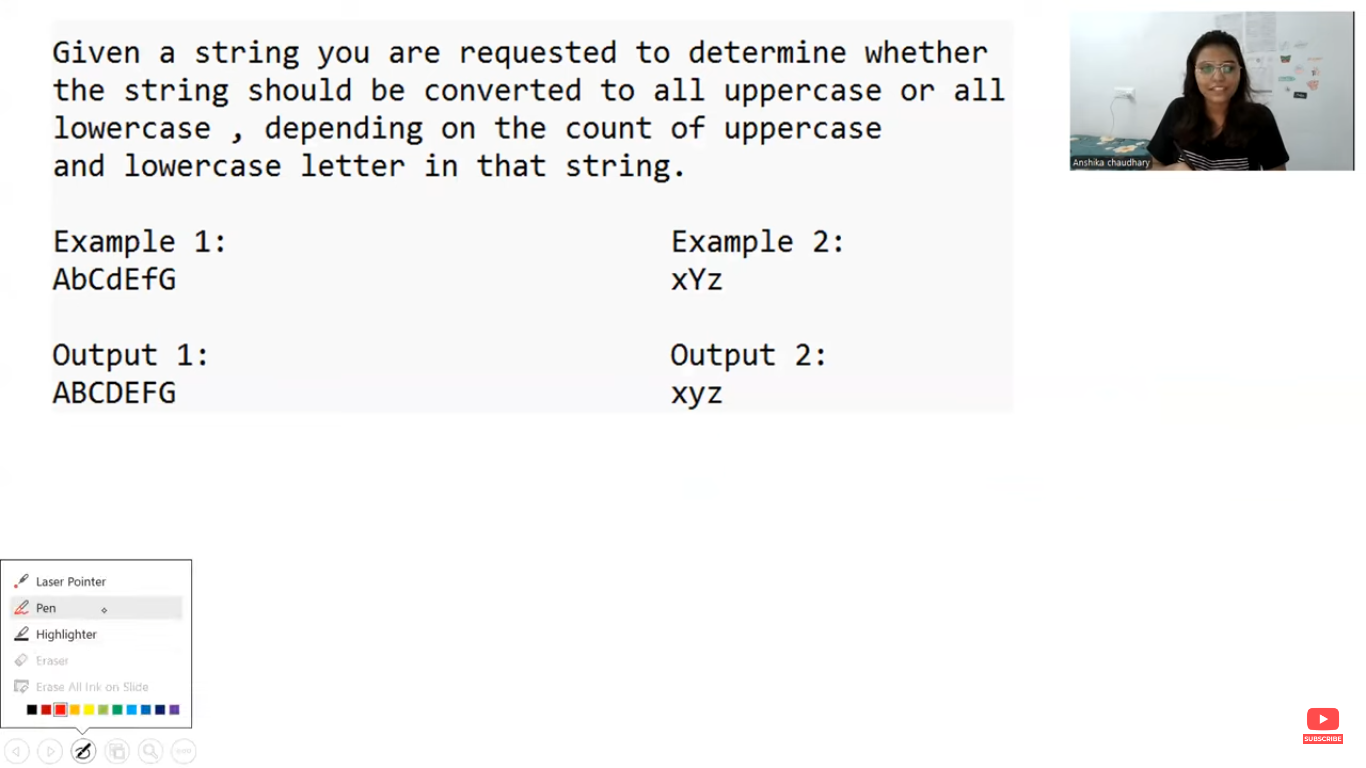 Given a string you are requested to determine whether
the string should be converted to all uppercase or all
lowercase , depending on the count of uppercase
and lowercase letter in that string.
Example 1:
AbCdEfG
Output 1:
ABCDEFG
Example 2:
xYz
Output 2:
xyz
Anshika chaudhary
Laser Pointer
Pen
Highlighter
Eraser
Erase All Ink on Slide
SUBSCRIBE